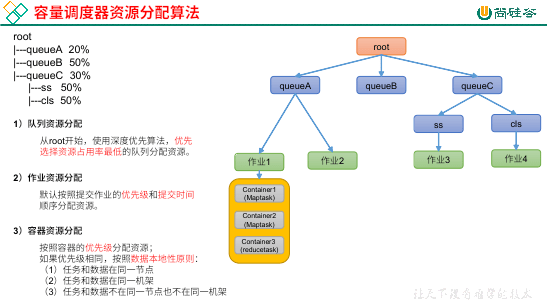 容量调度器资源分配算法
尚硅谷
root
|---queueA 20%
|---queueB 50%
|---queueC 30%
|---ss 50%
|---cls 50%
1）队列资源分配
从root开始，使用深度优先算法，优先
选择资源占用率最低的队列分配资源。
2）作业资源分配
默认按照提交作业的优先级和提交时间
顺序分配资源。
3）容器资源分配
按照容器的优先级分配资源；
如果优先级相同，按照数据本地性原则：
（1）任务和数据在同一节点
（2）任务和数据在同一机架
（3）任务和数据不在同一节点也不在同一机架
root
queueA
queueB
queueC
ss
cls
作业1
作业2
作业3
作业4
Container1
(Maptask)
Container2
(Maptask)
Container3
(reducetask)
让天下没有难学的技术